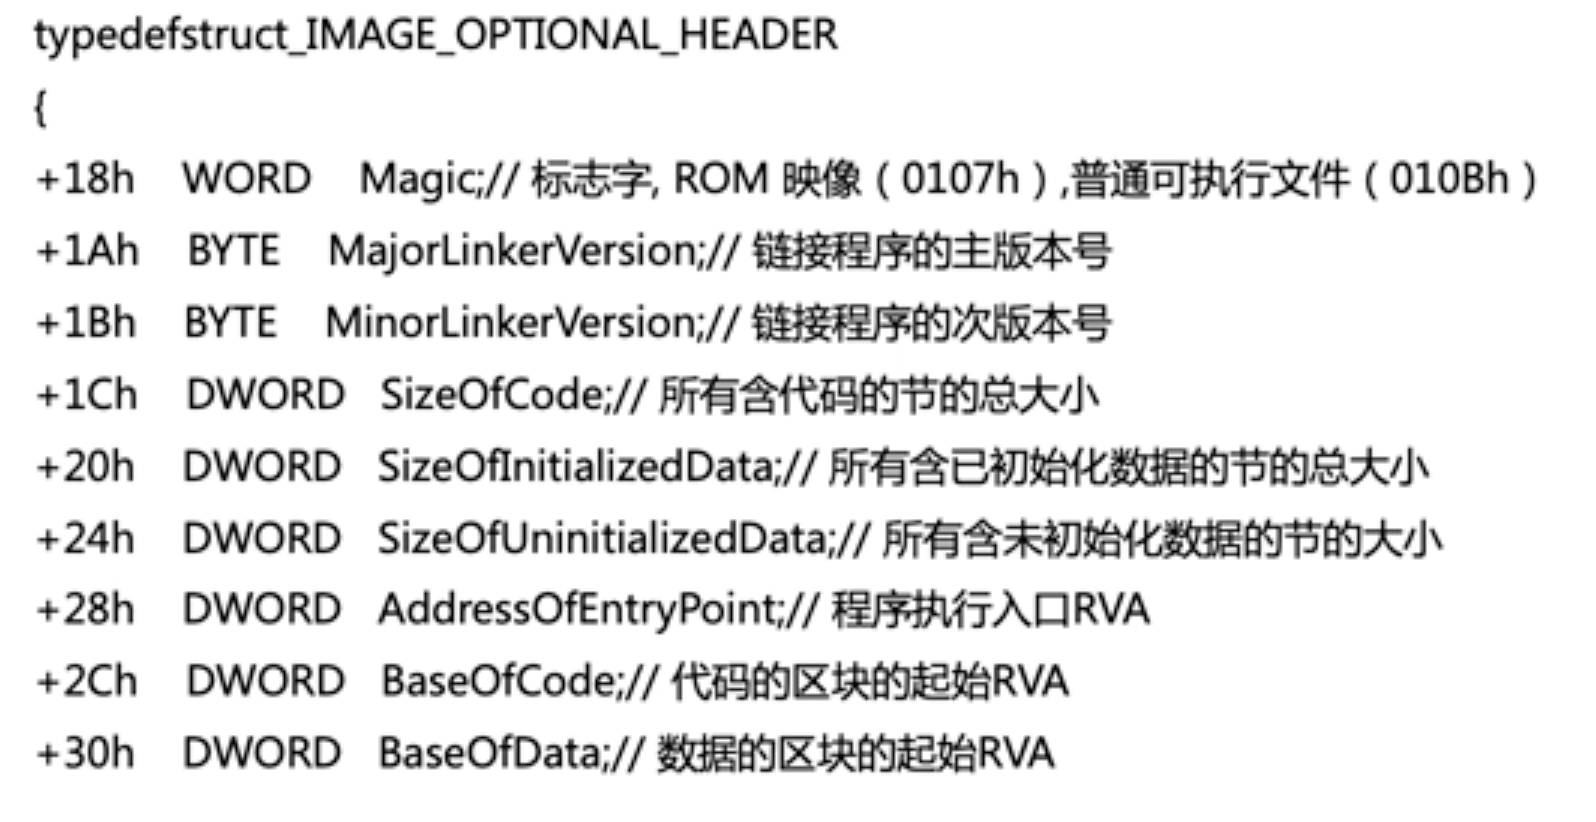 typedefstruct_IMAGE_OPTIONAL_HEADER
{
+18h WORD Magic;// 标志字, ROM 映像（0107h）,普通可执行文件（010Bh）
+1Ah BYTE MajorLinkerVersion;// 链接程序的主版本号
+1Bh BYTE MinorLinkerVersion;// 链接程序的次版本号
+1Ch DWORD SizeOfCode;// 所有含代码的节的总大小
+20h DWORD SizeOfInitializedData;// 所有含已初始化数据的节的总大小
+24h DWORD SizeOfUninitializedData;// 所有含未初始化数据的节的大小
+28h DWORD AddressOfEntryPoint;// 程序执行入口RVA
+2Ch DWORD BaseOfCode;// 代码的区块的起始RVA
+30h DWORD BaseOfData;// 数据的区块的起始RVA